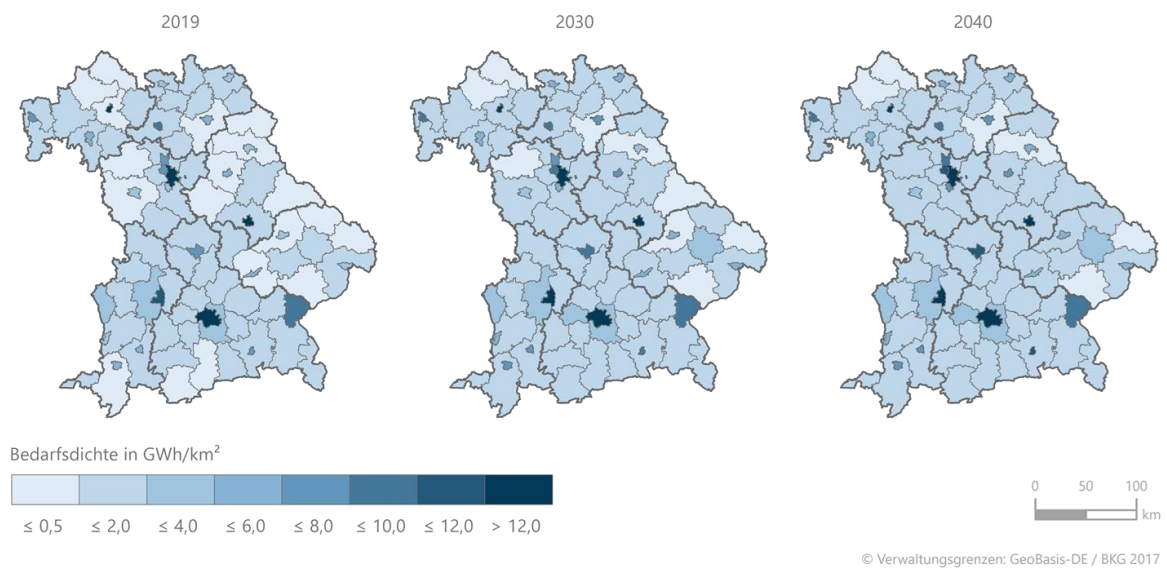 2019 2030 2040
Bedarfsdichte in GWh/km²
≤ 0,5 ≤ 2,0 ≤ 4,0 ≤ 6,0 ≤ 8,0 ≤ 10,0 ≤ 12,0 > 12,0
0 50 100
km
© Verwaltungsgrenzen: GeoBasis-DE / BKG 2017